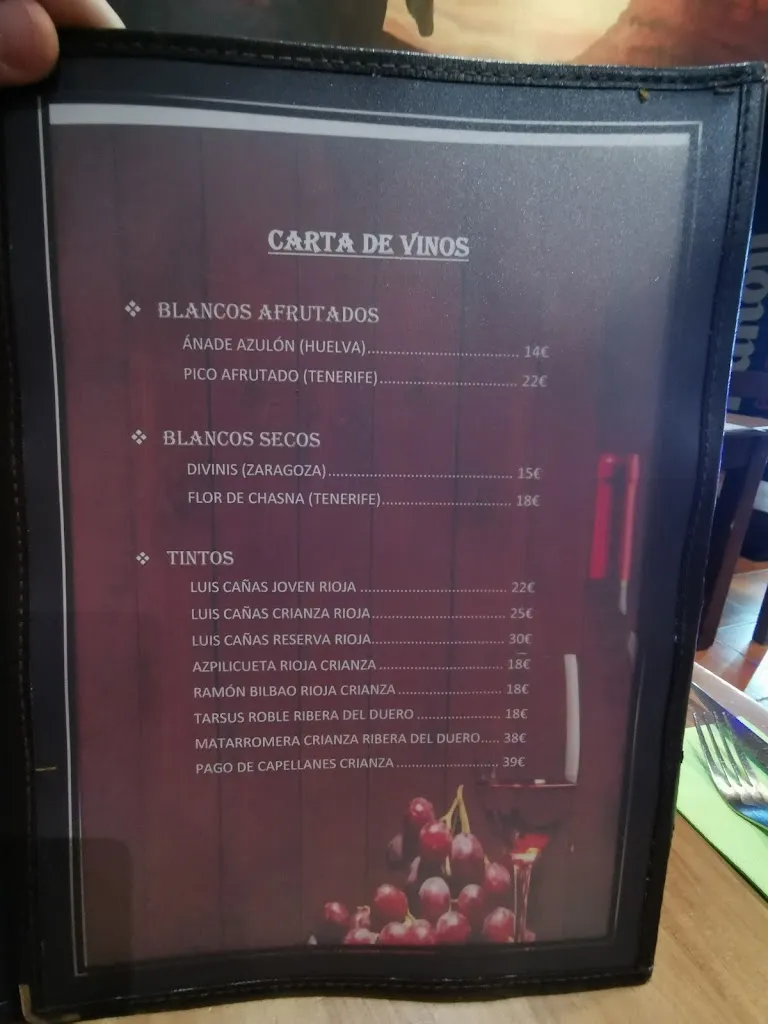 CARTA DE VINOS
❖ BLANCOS AFRUTADOS
ÁNADE AZULÓN (HUELVA)................................... 14€
PICO AFRUTADO (TENERIFE)................................ 22€
❖ BLANCOS SECOS
DIVINIS (ZARAGOZA)........................................... 15€
FLOR DE CHASNA (TENERIFE).............................. 18€
❖ TINTOS
LUIS CAÑAS JOVEN RIOJA ................................... 22€
LUIS CAÑAS CRIANZA RIOJA................................. 25€
LUIS CAÑAS RESERVA RIOJA................................ 30€
AZPILICUETA RIOJA CRIANZA ............................. 18€
RAMÓN BILBAO RIOJA CRIANZA......................... 18€
TARSUS ROBLE RIBERA DEL DUERO .................... 18€
MATARROMERA CRIANZA RIBERA DEL DUERO..... 38€
PAGO DE CAPELLANES CRIANZA ......................... 39€